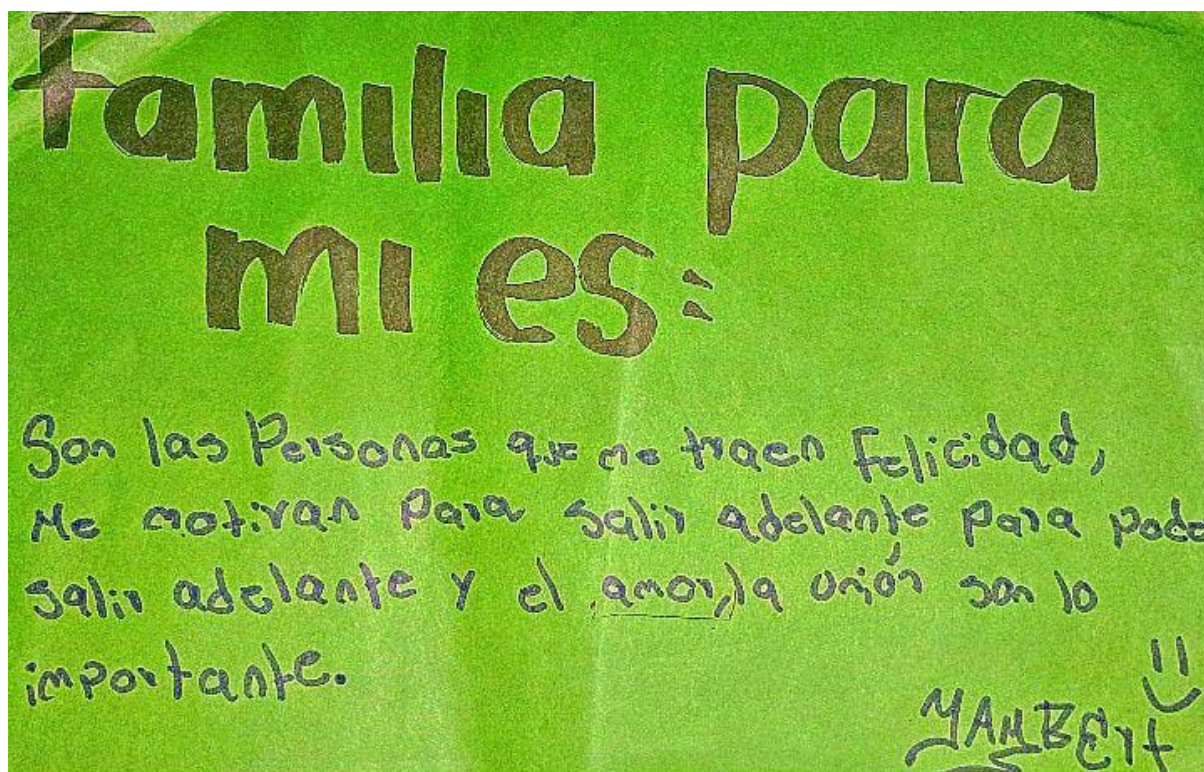 Familia para
mi es:
Son las Personas que me traen Felicidad,
Me motivan Para salir adelante para pode
salir adelante y el amor, la unión son lo
importante.
YAMBErt